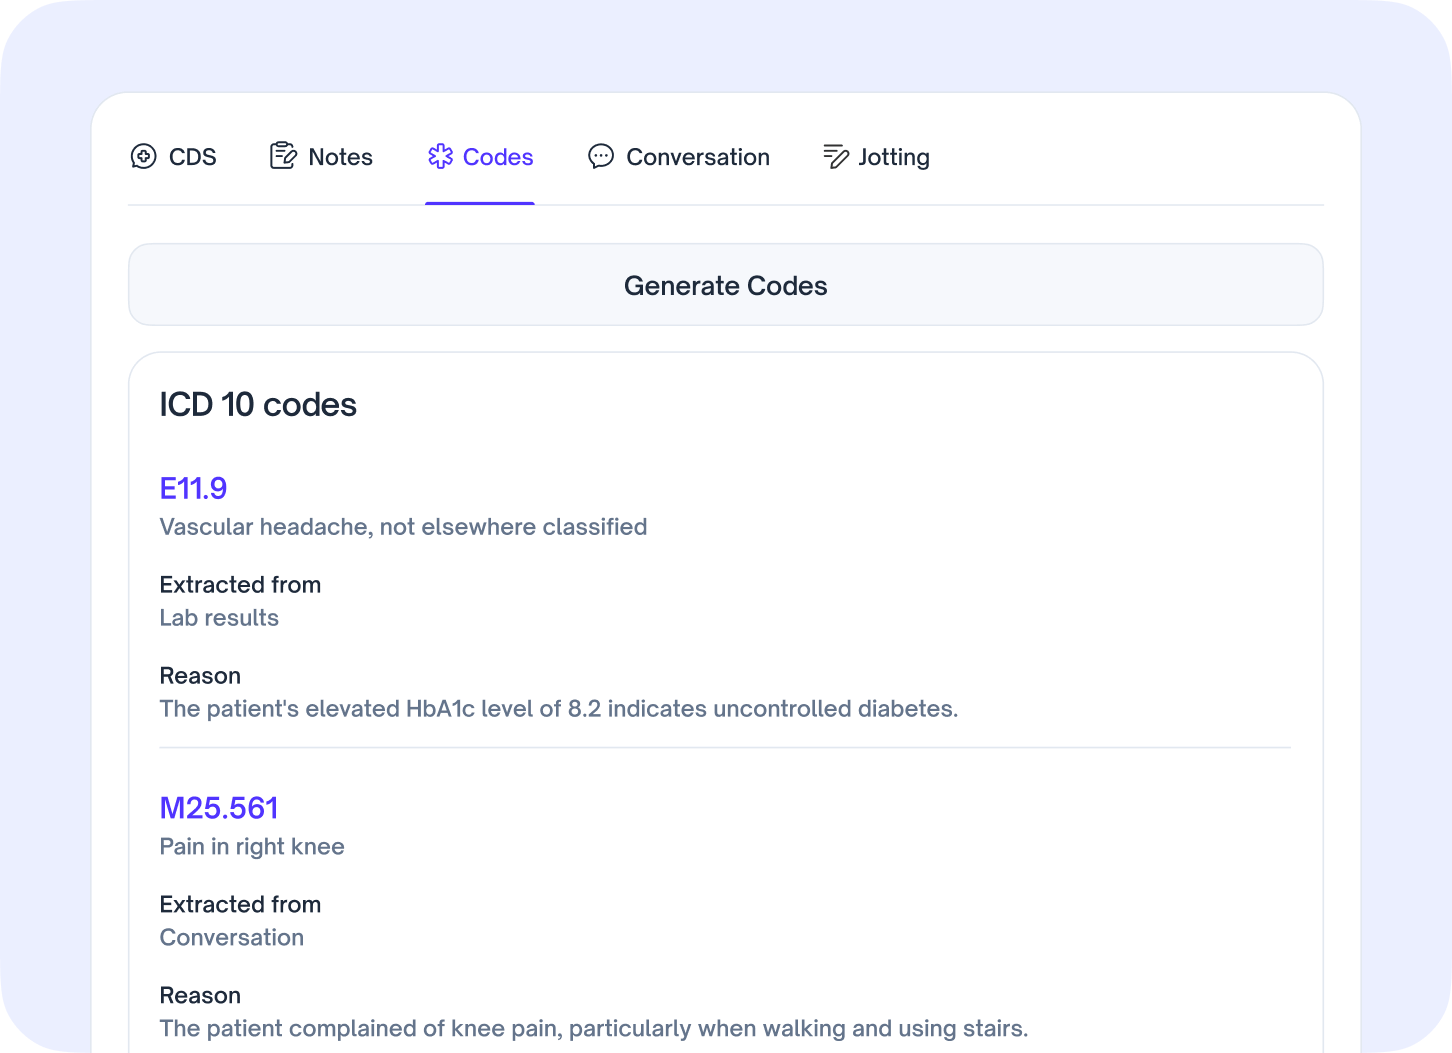 CDS Notes Codes Conversation Jotting
Generate Codes
ICD 10 codes
E11.9
Vascular headache, not elsewhere classified
Extracted from
Lab results
Reason
The patient's elevated HbA1c level of 8.2 indicates uncontrolled diabetes.
M25.561
Pain in right knee
Extracted from
Conversation
Reason
The patient complained of knee pain, particularly when walking and using stairs.